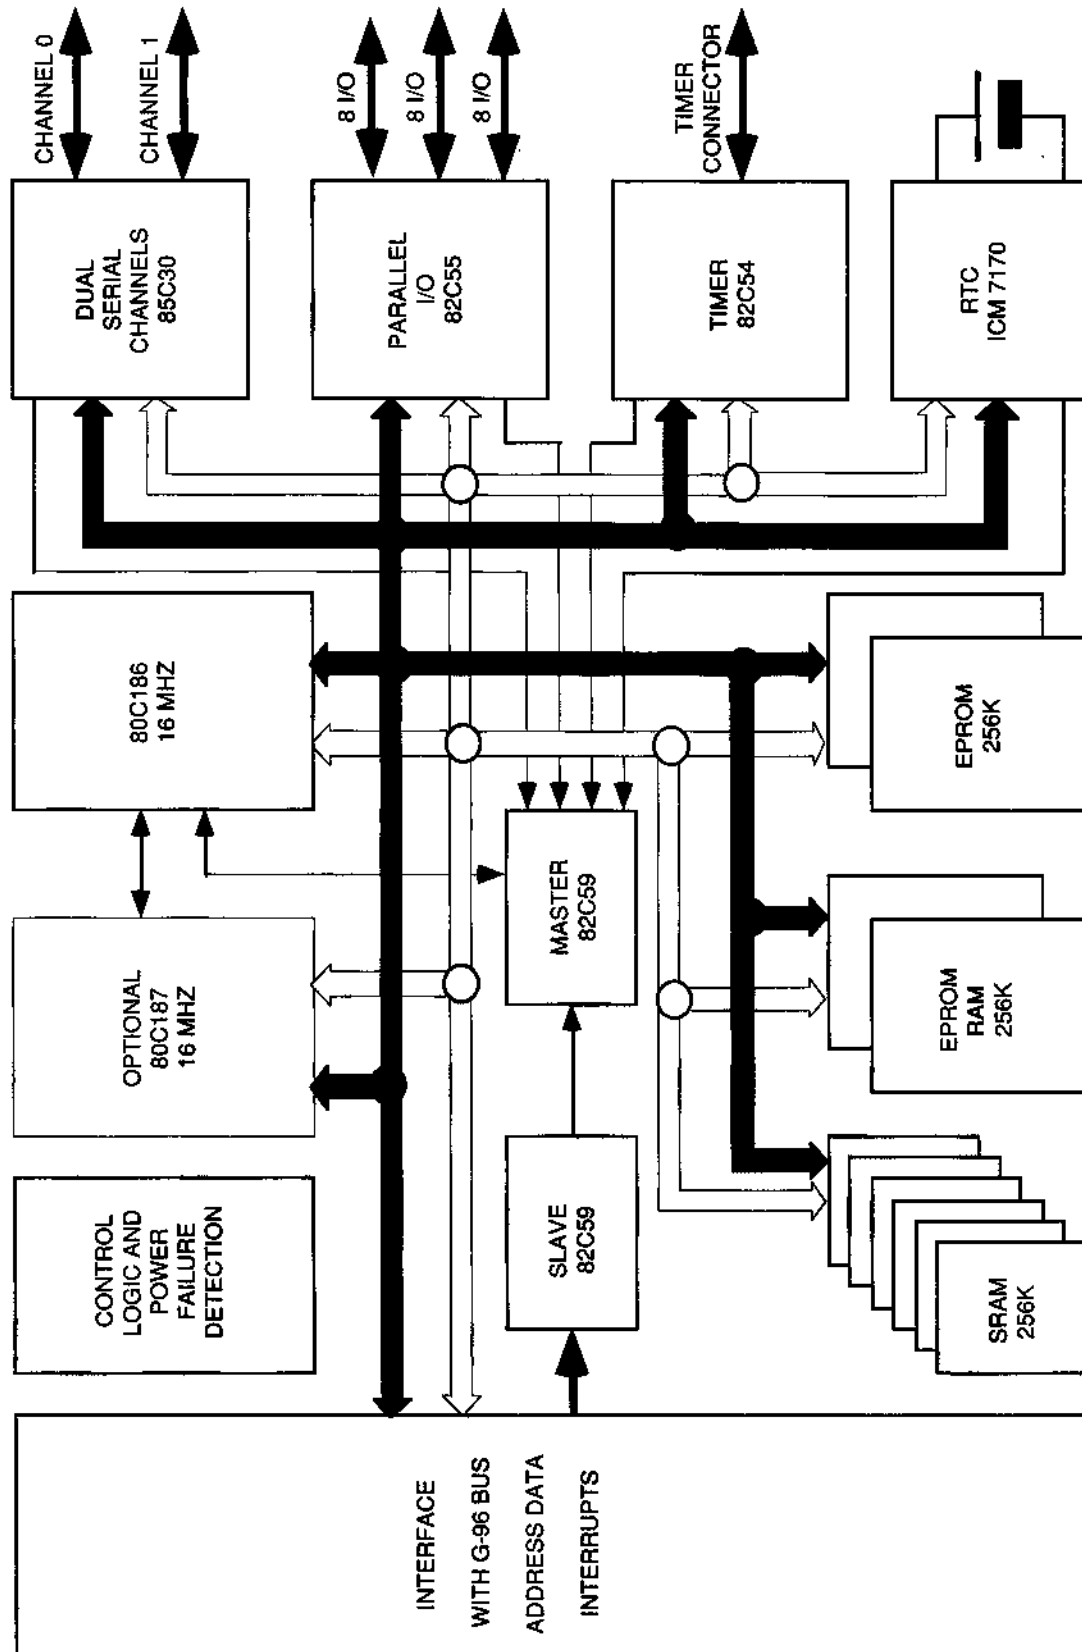 CONTROL
LOGIC AND
POWER
FAILURE
DETECTION
OPTIONAL
80C187
16 MHZ
80C186
16 MHZ
DUAL
SERIAL
CHANNELS
85C30
CHANNEL 0
CHANNEL 1
INTERFACE
WITH G-96 BUS
ADDRESS DATA
INTERRUPTS
PARALLEL
I/O
82C55
8 I/O
8 I/O
8 I/O
SLAVE
82C59
MASTER
82C59
TIMER
82C54
TIMER
CONNECTOR
SRAM
256K
EPROM
RAM
256K
EPROM
256K
RTC
ICM 7170